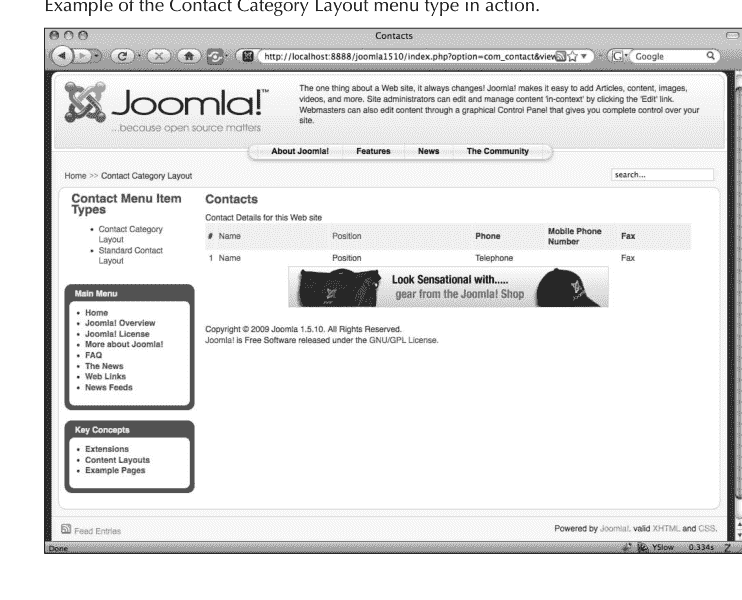 Example of the Contact Category Layout menu type in action.
Contacts
http://localhost:8888/joomla1510/index.php?option=com_contact&view
Google
Joomla!™
...because open source matters
The one thing about a Web site, it always changes! Joomla! makes it easy to add Articles, content, images,
videos, and more. Site administrators can edit and manage content 'in-context' by clicking the 'Edit' link.
Webmasters can also edit content through a graphical Control Panel that gives you complete control over your
site.
About Joomla! Features News The Community
Home >> Contact Category Layout
search...
Contact Menu Item
Types
• Contact Category
Layout
• Standard Contact
Layout
Main Menu
• Home
• Joomla! Overview
• Joomla! License
• More about Joomla!
• FAQ
• The News
• Web Links
• News Feeds
Key Concepts
• Extensions
• Content Layouts
• Example Pages
Contacts
Contact Details for this Web site
# Name Position Phone Mobile Phone
Number Fax
1 Name Position Telephone Fax
Look Sensational with.....
gear from the Joomla! Shop
Copyright © 2009 Joomla 1.5.10. All Rights Reserved.
Joomla! is Free Software released under the GNU/GPL License.
Feed Entries
Powered by Joomla!. valid XHTML and CSS.
Done
YSlow 0.334s